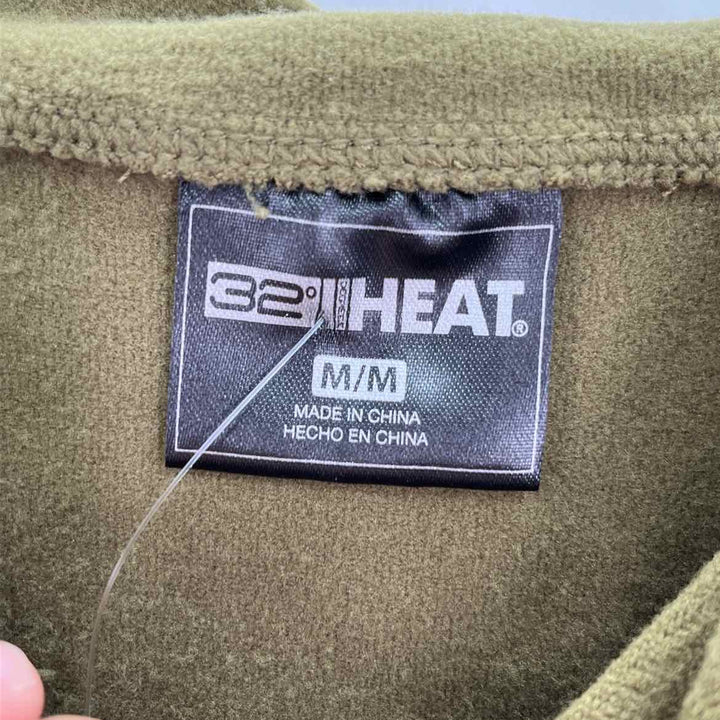 32° HEAT®
M/M
MADE IN CHINA
HECHO EN CHINA